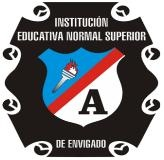 INSTITUCIÓN
EDUCATIVA NORMAL SUPERIOR
A
DE ENVIGADO